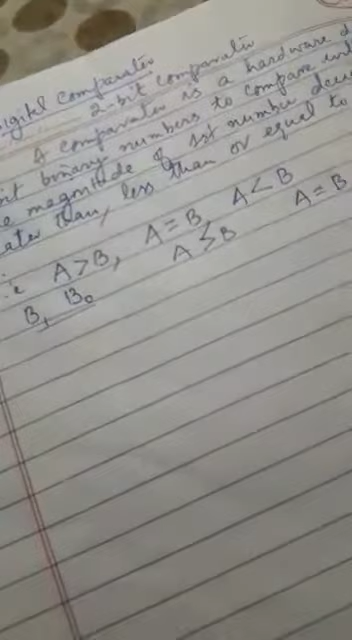 Digital Comparator
2-bit comparator
A comparator is a hardware
bit binary numbers to compare
magnitude of 1st number
than, less than or equal to
i.e A > B, A = B, A < B
B₁ B₀ A ≤ B A = B